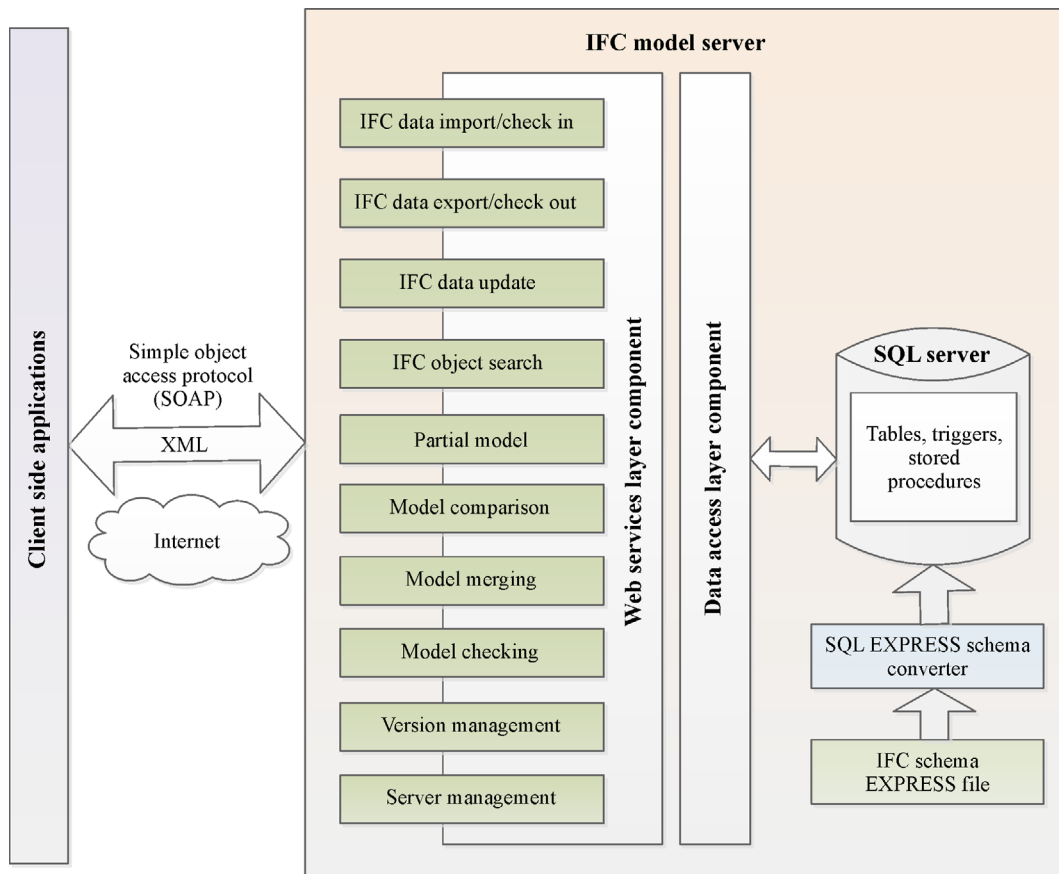 IFC model server
IFC data import/check in
IFC data export/check out
IFC data update
IFC object search
Partial model
Model comparison
Model merging
Model checking
Version management
Server management
Web services layer component
Data access layer component
Client side applications
Simple object
access protocol
(SOAP)
XML
Internet
SQL server
Tables, triggers,
stored
procedures
SQL EXPRESS schema
converter
IFC schema
EXPRESS file